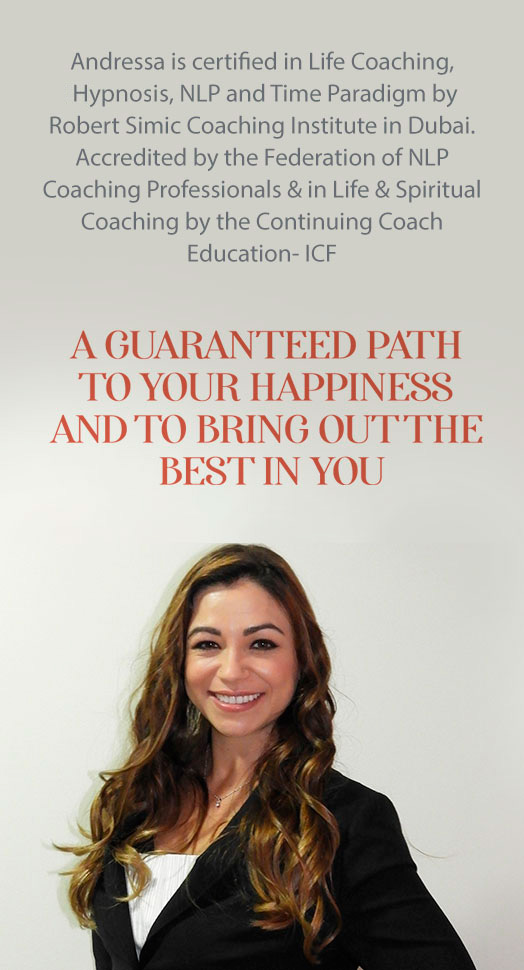 Andressa is certified in Life Coaching,
Hypnosis, NLP and Time Paradigm by
Robert Simic Coaching Institute in Dubai.
Accredited by the Federation of NLP
Coaching Professionals & in Life & Spiritual
Coaching by the Continuing Coach
Education- ICF
A GUARANTEED PATH
TO YOUR HAPPINESS
AND TO BRING OUT THE
BEST IN YOU